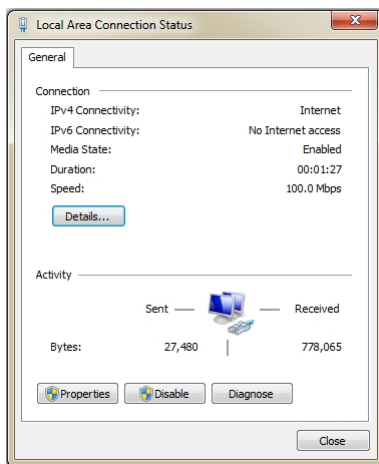 Local Area Connection Status
General
Connection
IPv4 Connectivity: Internet
IPv6 Connectivity: No Internet access
Media State: Enabled
Duration: 00:01:27
Speed: 100.0 Mbps
Details...
Activity
Sent — Received
Bytes: 27,480 | 778,065
Properties Disable Diagnose
Close